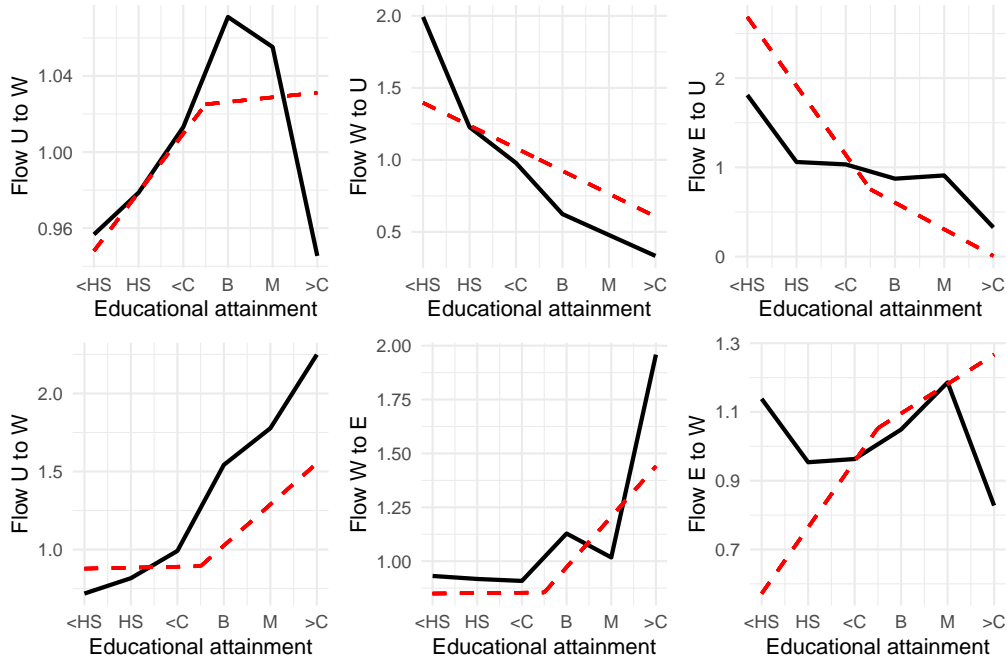 Flow U to W
1.04
1.00
0.96
<HS HS <C B M >C
Educational attainment
Flow W to U
2.0
1.5
1.0
0.5
<HS HS <C B M >C
Educational attainment
Flow E to U
2
1
0
<HS HS <C B M >C
Educational attainment
Flow U to W
2.0
1.5
1.0
<HS HS <C B M >C
Educational attainment
Flow W to E
2.00
1.75
1.50
1.25
1.00
<HS HS <C B M >C
Educational attainment
Flow E to W
1.3
1.1
0.9
0.7
<HS HS <C B M >C
Educational attainment